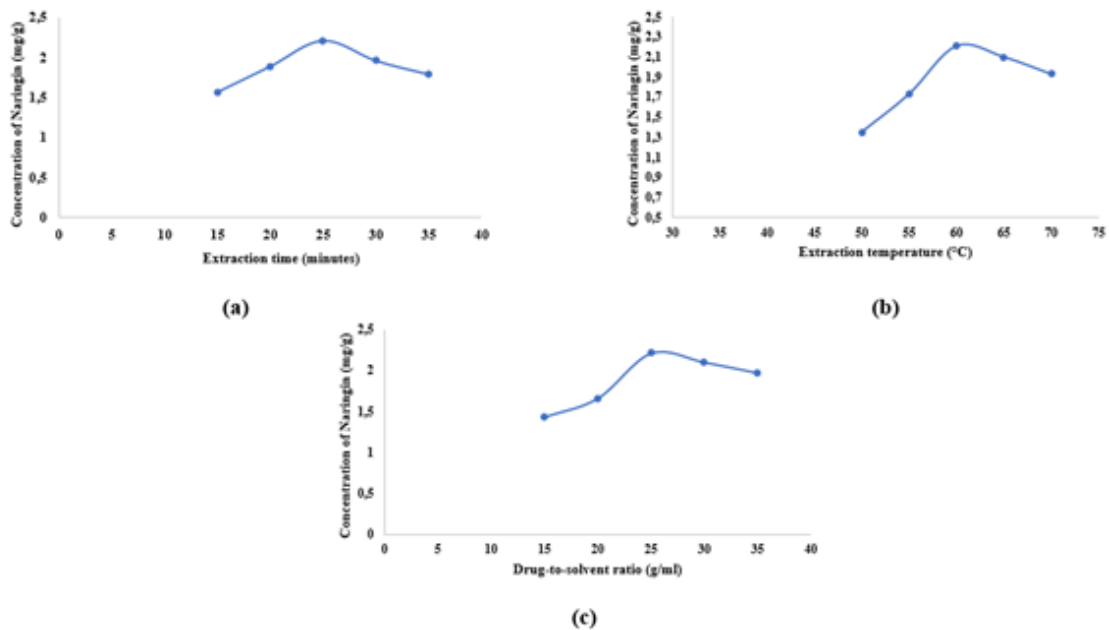 2,5
2
1,5
1
0,5
0
0 5 10 15 20 25 30 35 40
Concentration of Naringin (mg/g)
Extraction time (minutes)
(a)
2,5
2,3
2,1
1,9
1,7
1,5
1,3
1,1
0,9
0,7
0,5
30 35 40 45 50 55 60 65 70 75
Concentration of Naringin (mg/g)
Extraction temperature (°C)
(b)
2,5
2
1,5
1
0,5
0
0 5 10 15 20 25 30 35 40
Concentration of Naringin (mg/g)
Drug-to-solvent ratio (g/ml)
(c)